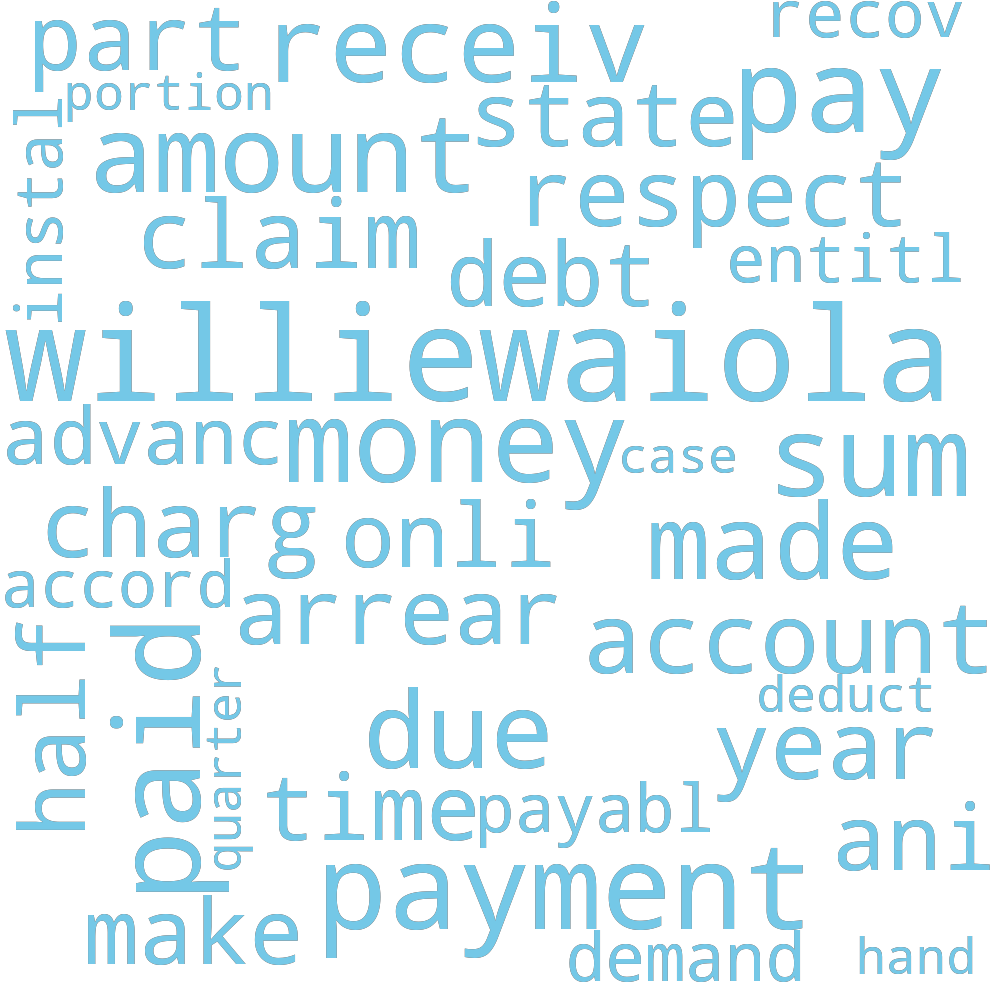 part receiv recov
portion
instal
state pay
amount
respect
claim
debt entitl
williewaiola
advanc money case sum
charg onli made
accord
arrear account
half paid quarter
due deduct
year
time payabl ani
payment
make demand hand